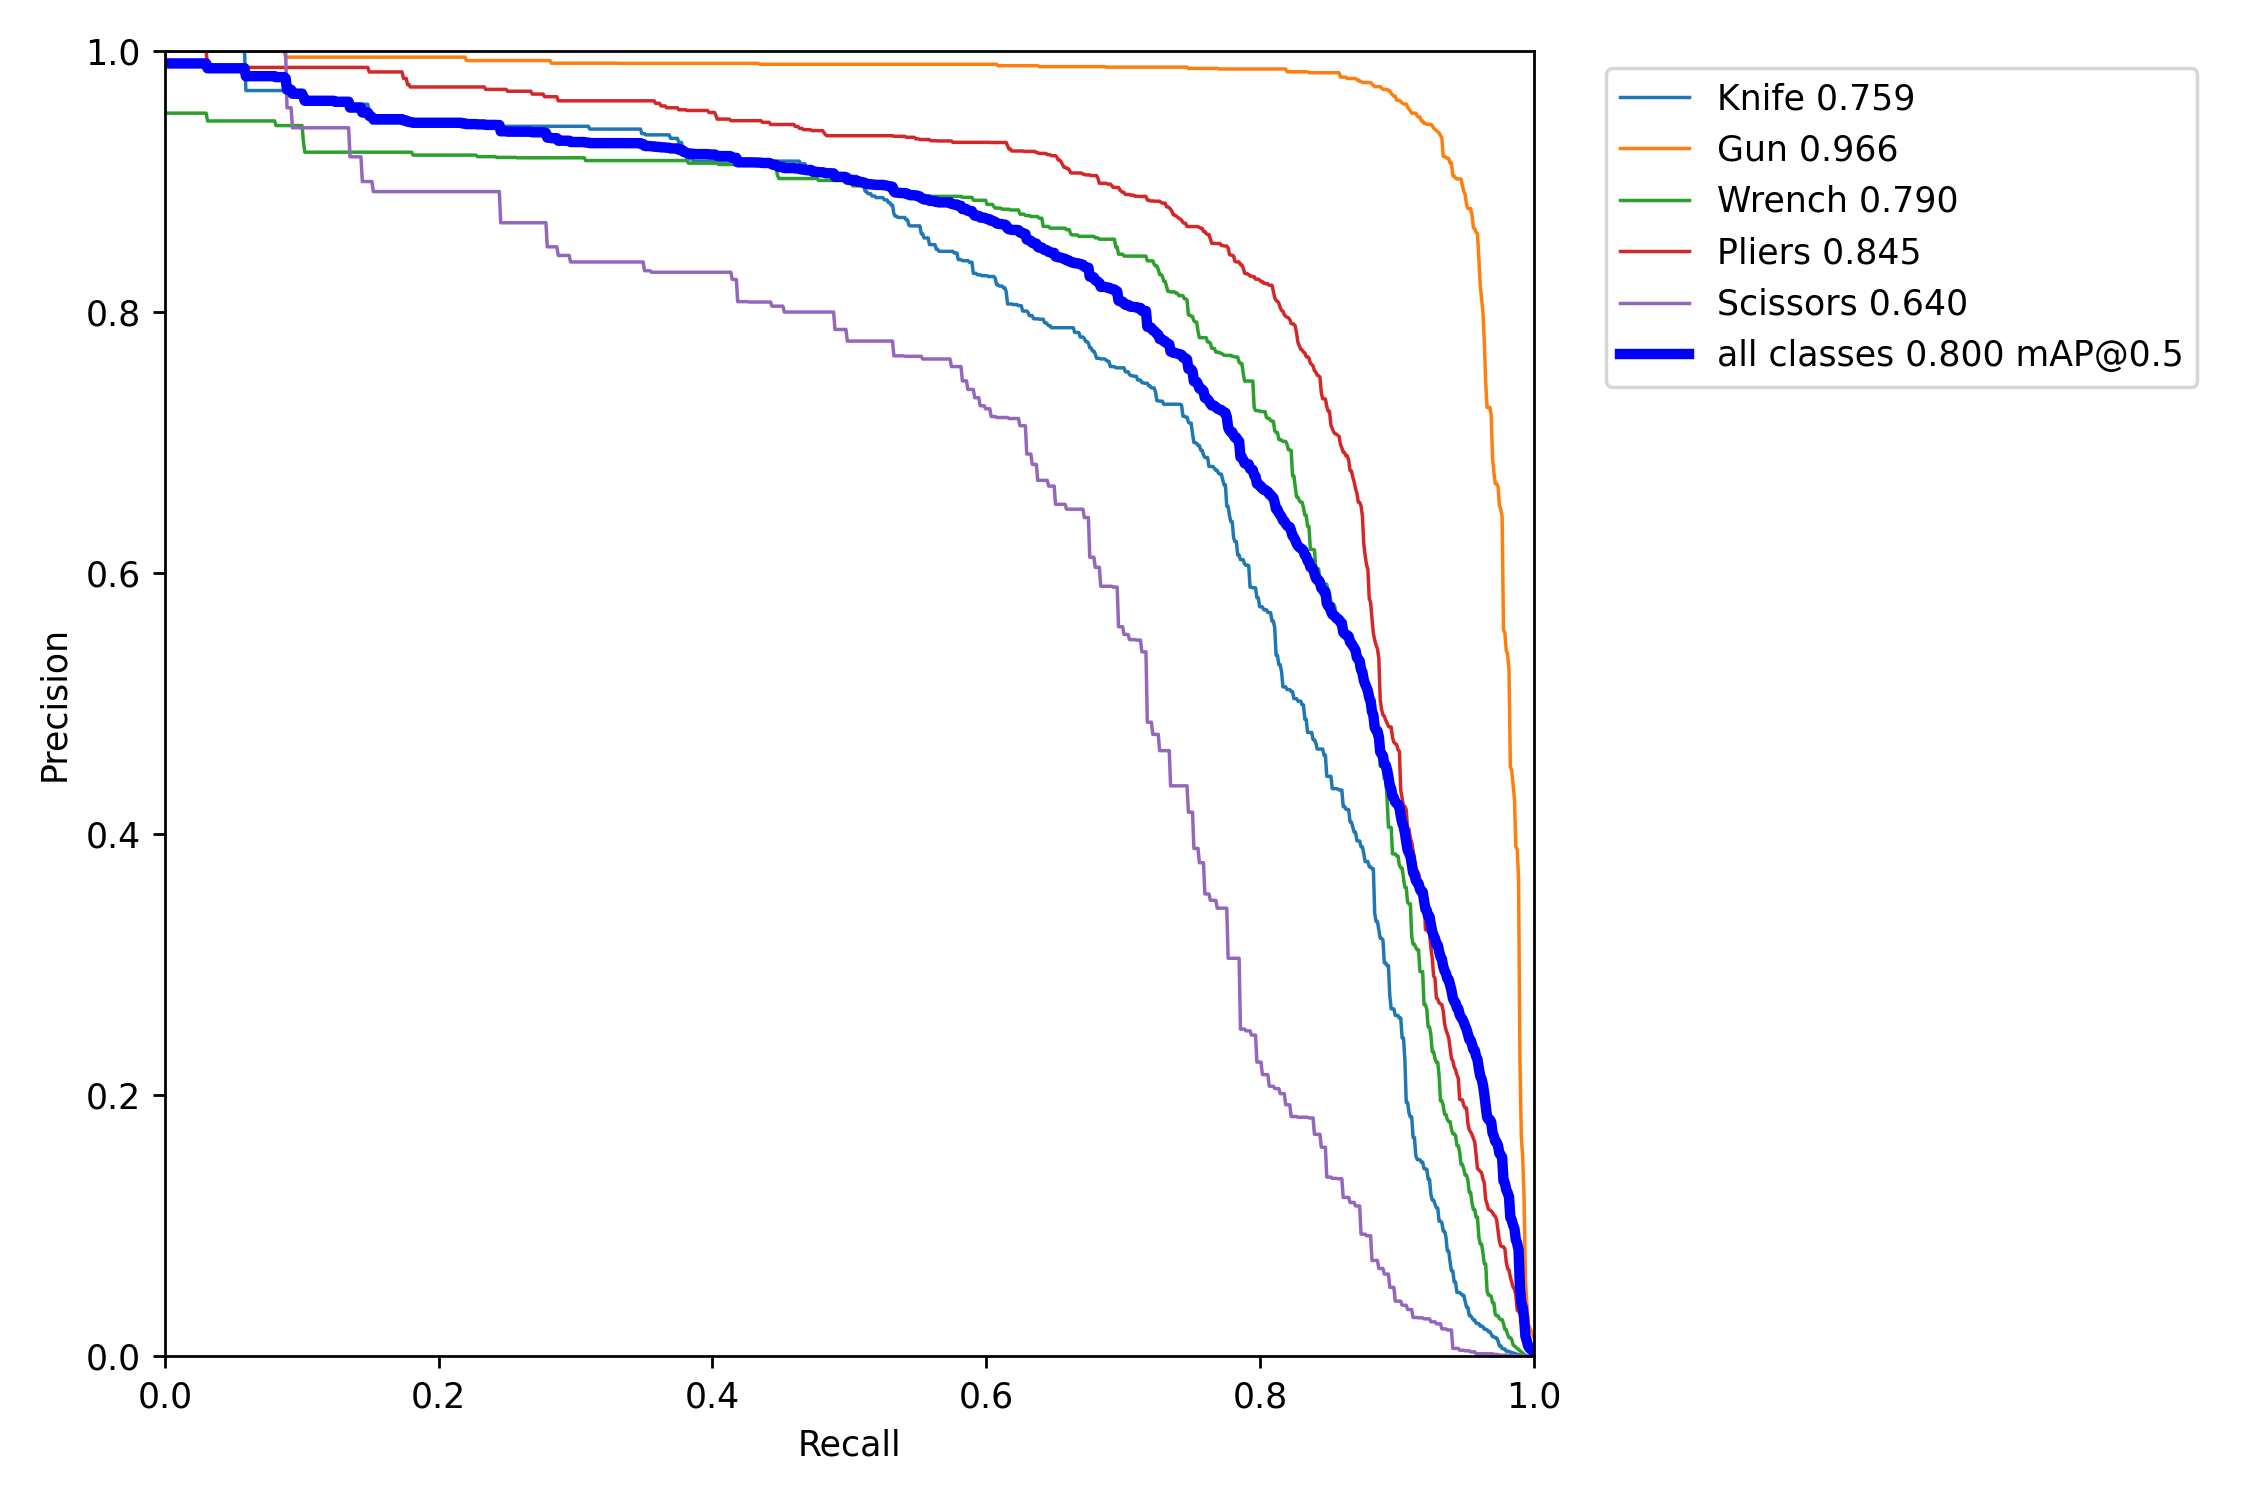 1.0
0.8
0.6
0.4
0.2
0.0
Precision
0.0 0.2 0.4 0.6 0.8 1.0
Recall
Knife 0.759
Gun 0.966
Wrench 0.790
Pliers 0.845
Scissors 0.640
all classes 0.800 mAP@0.5